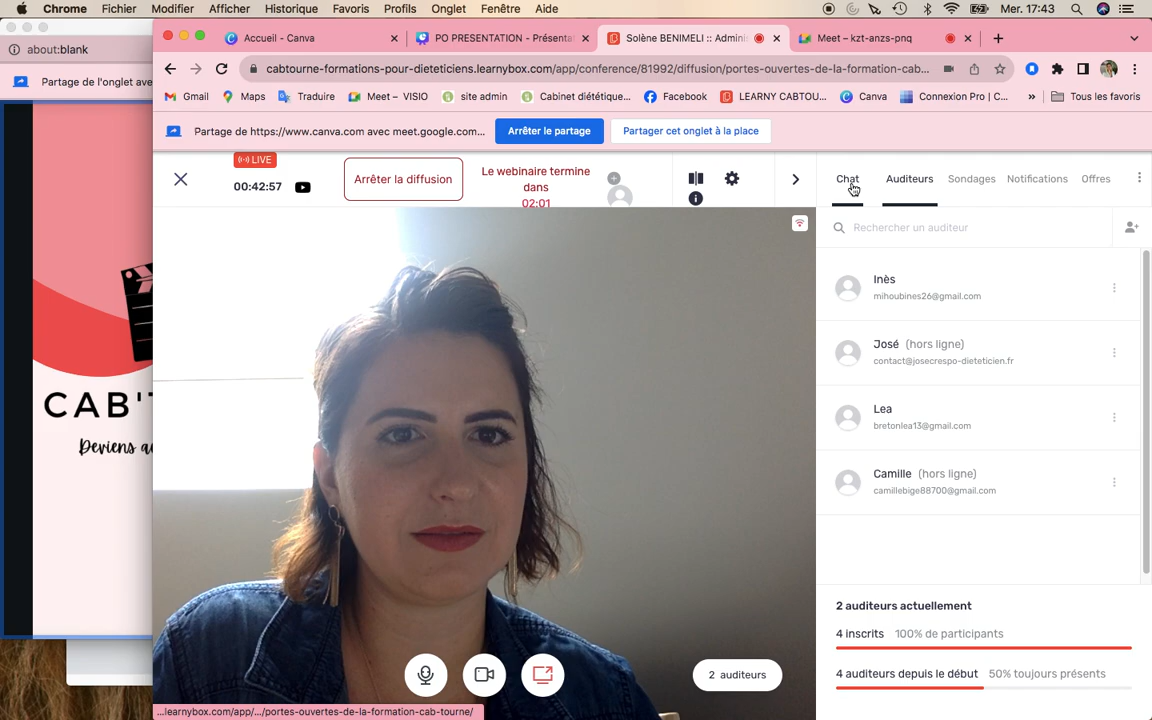 Chrome Fichier Modifier Afficher Historique Favoris Profils Onglet Fenêtre Aide Mer. 17:43
about:blank
Partage de l'onglet ave
Accueil - Canva
PO PRESENTATION - Présenta
Solène BENIMELI :: Admini
Meet – kzt-anzs-pnq
cabtourne-formations-pour-dieteticiens.learnybox.com/app/conference/81992/diffusion/portes-ouvertes-de-la-formation-cab...
Gmail Maps Traduire Meet – VISIO site admin Cabinet diététique... Facebook LEARNY CABTOU... Canva Connexion Pro | C... » Tous les favoris
Partage de https://www.canva.com avec meet.google.com...
Arrêter le partage
Partager cet onglet à la place
LIVE
00:42:57
Arrêter la diffusion
Le webinaire termine
dans
02:01
Chat Auditeurs Sondages Notifications Offres
Rechercher un auditeur
Inès
mihoubines26@gmail.com
José (hors ligne)
contact@josecrespo-dieteticien.fr
Lea
bretonlea13@gmail.com
Camille (hors ligne)
camillebige88700@gmail.com
2 auditeurs actuellement
4 inscrits 100% de participants
4 auditeurs depuis le début 50% toujours présents
2 auditeurs
CAB'T
Deviens a
...learnybox.com/app/.../portes-ouvertes-de-la-formation-cab-tourne/